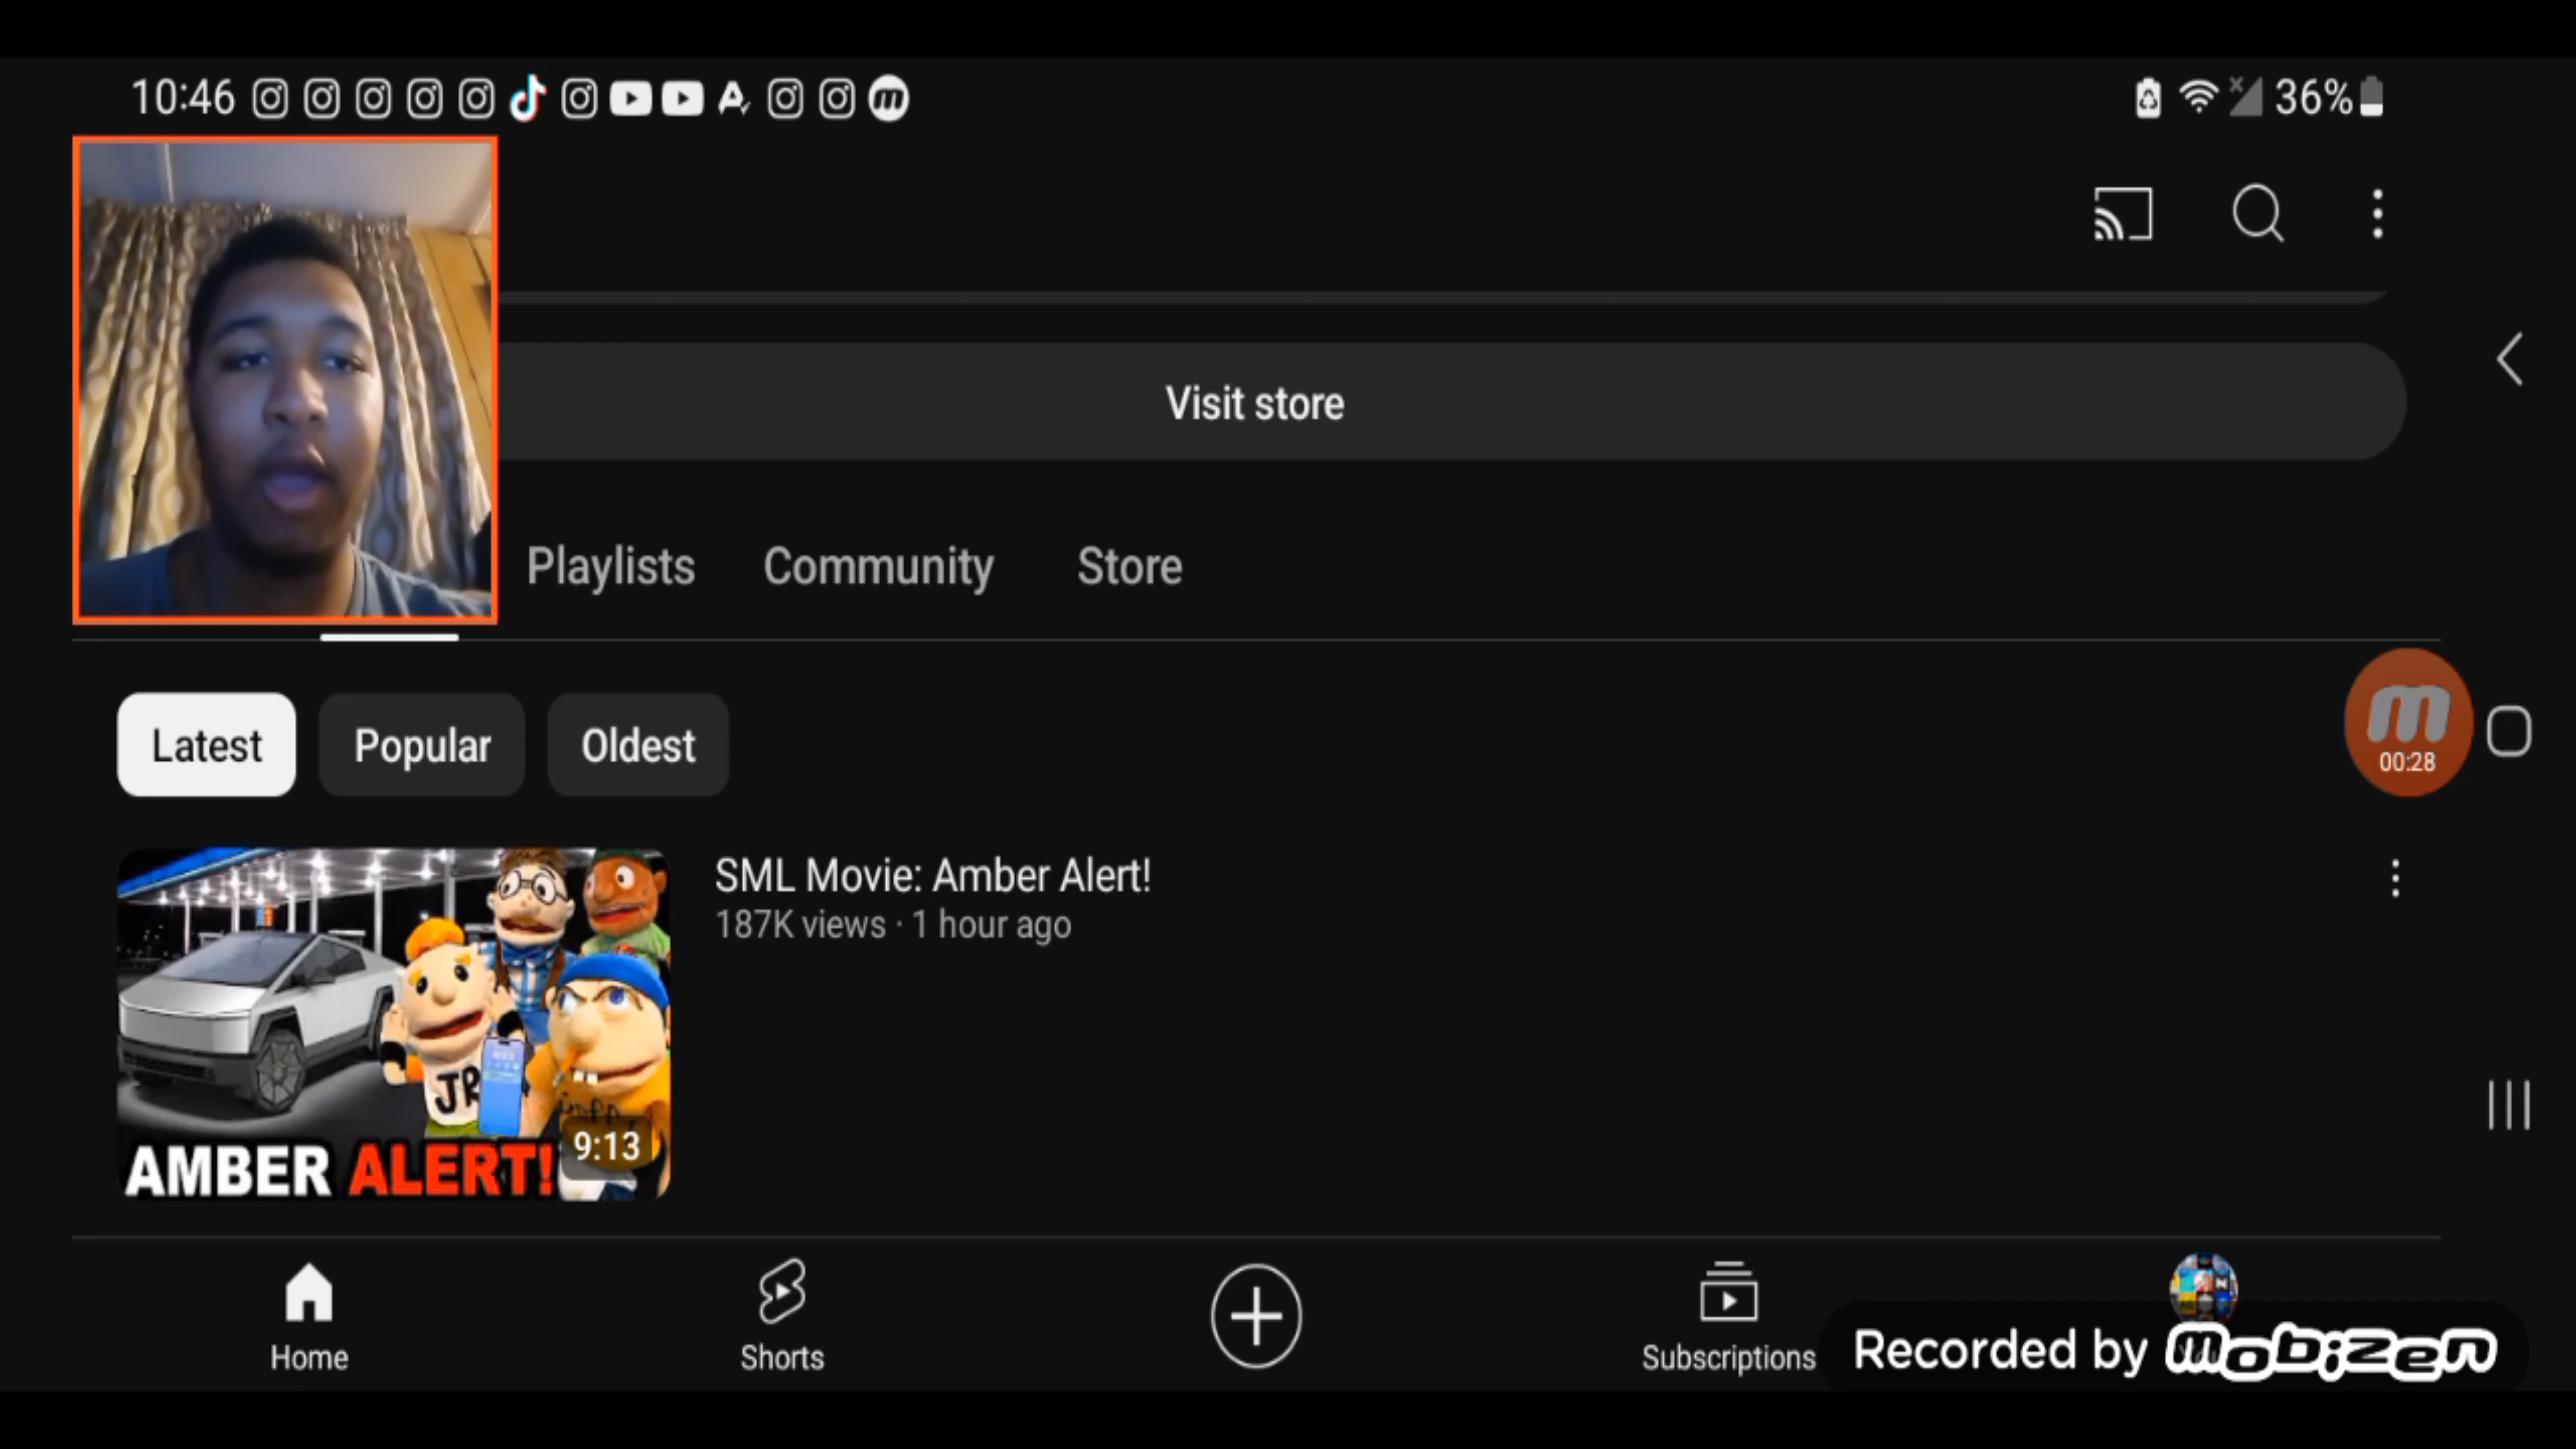 10:46
36%
Visit store
Playlists Community Store
Latest Popular Oldest
00:28
SML Movie: Amber Alert!
187K views · 1 hour ago
JR
AMBER ALERT!
9:13
Home Shorts Subscriptions
Recorded by mobizen